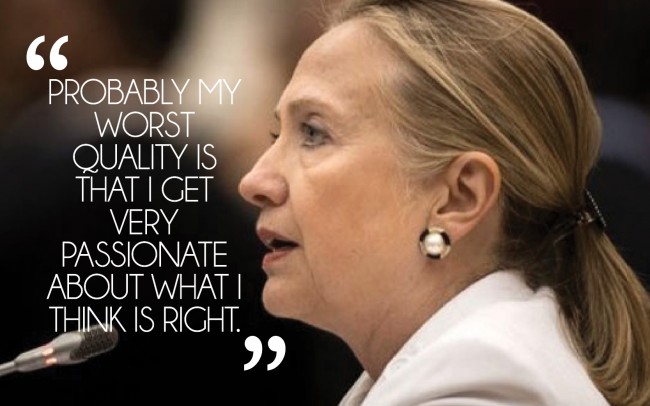 “
PROBABLY MY
WORST
QUALITY IS
THAT I GET
VERY
PASSIONATE
ABOUT WHAT I
THINK IS RIGHT.
”